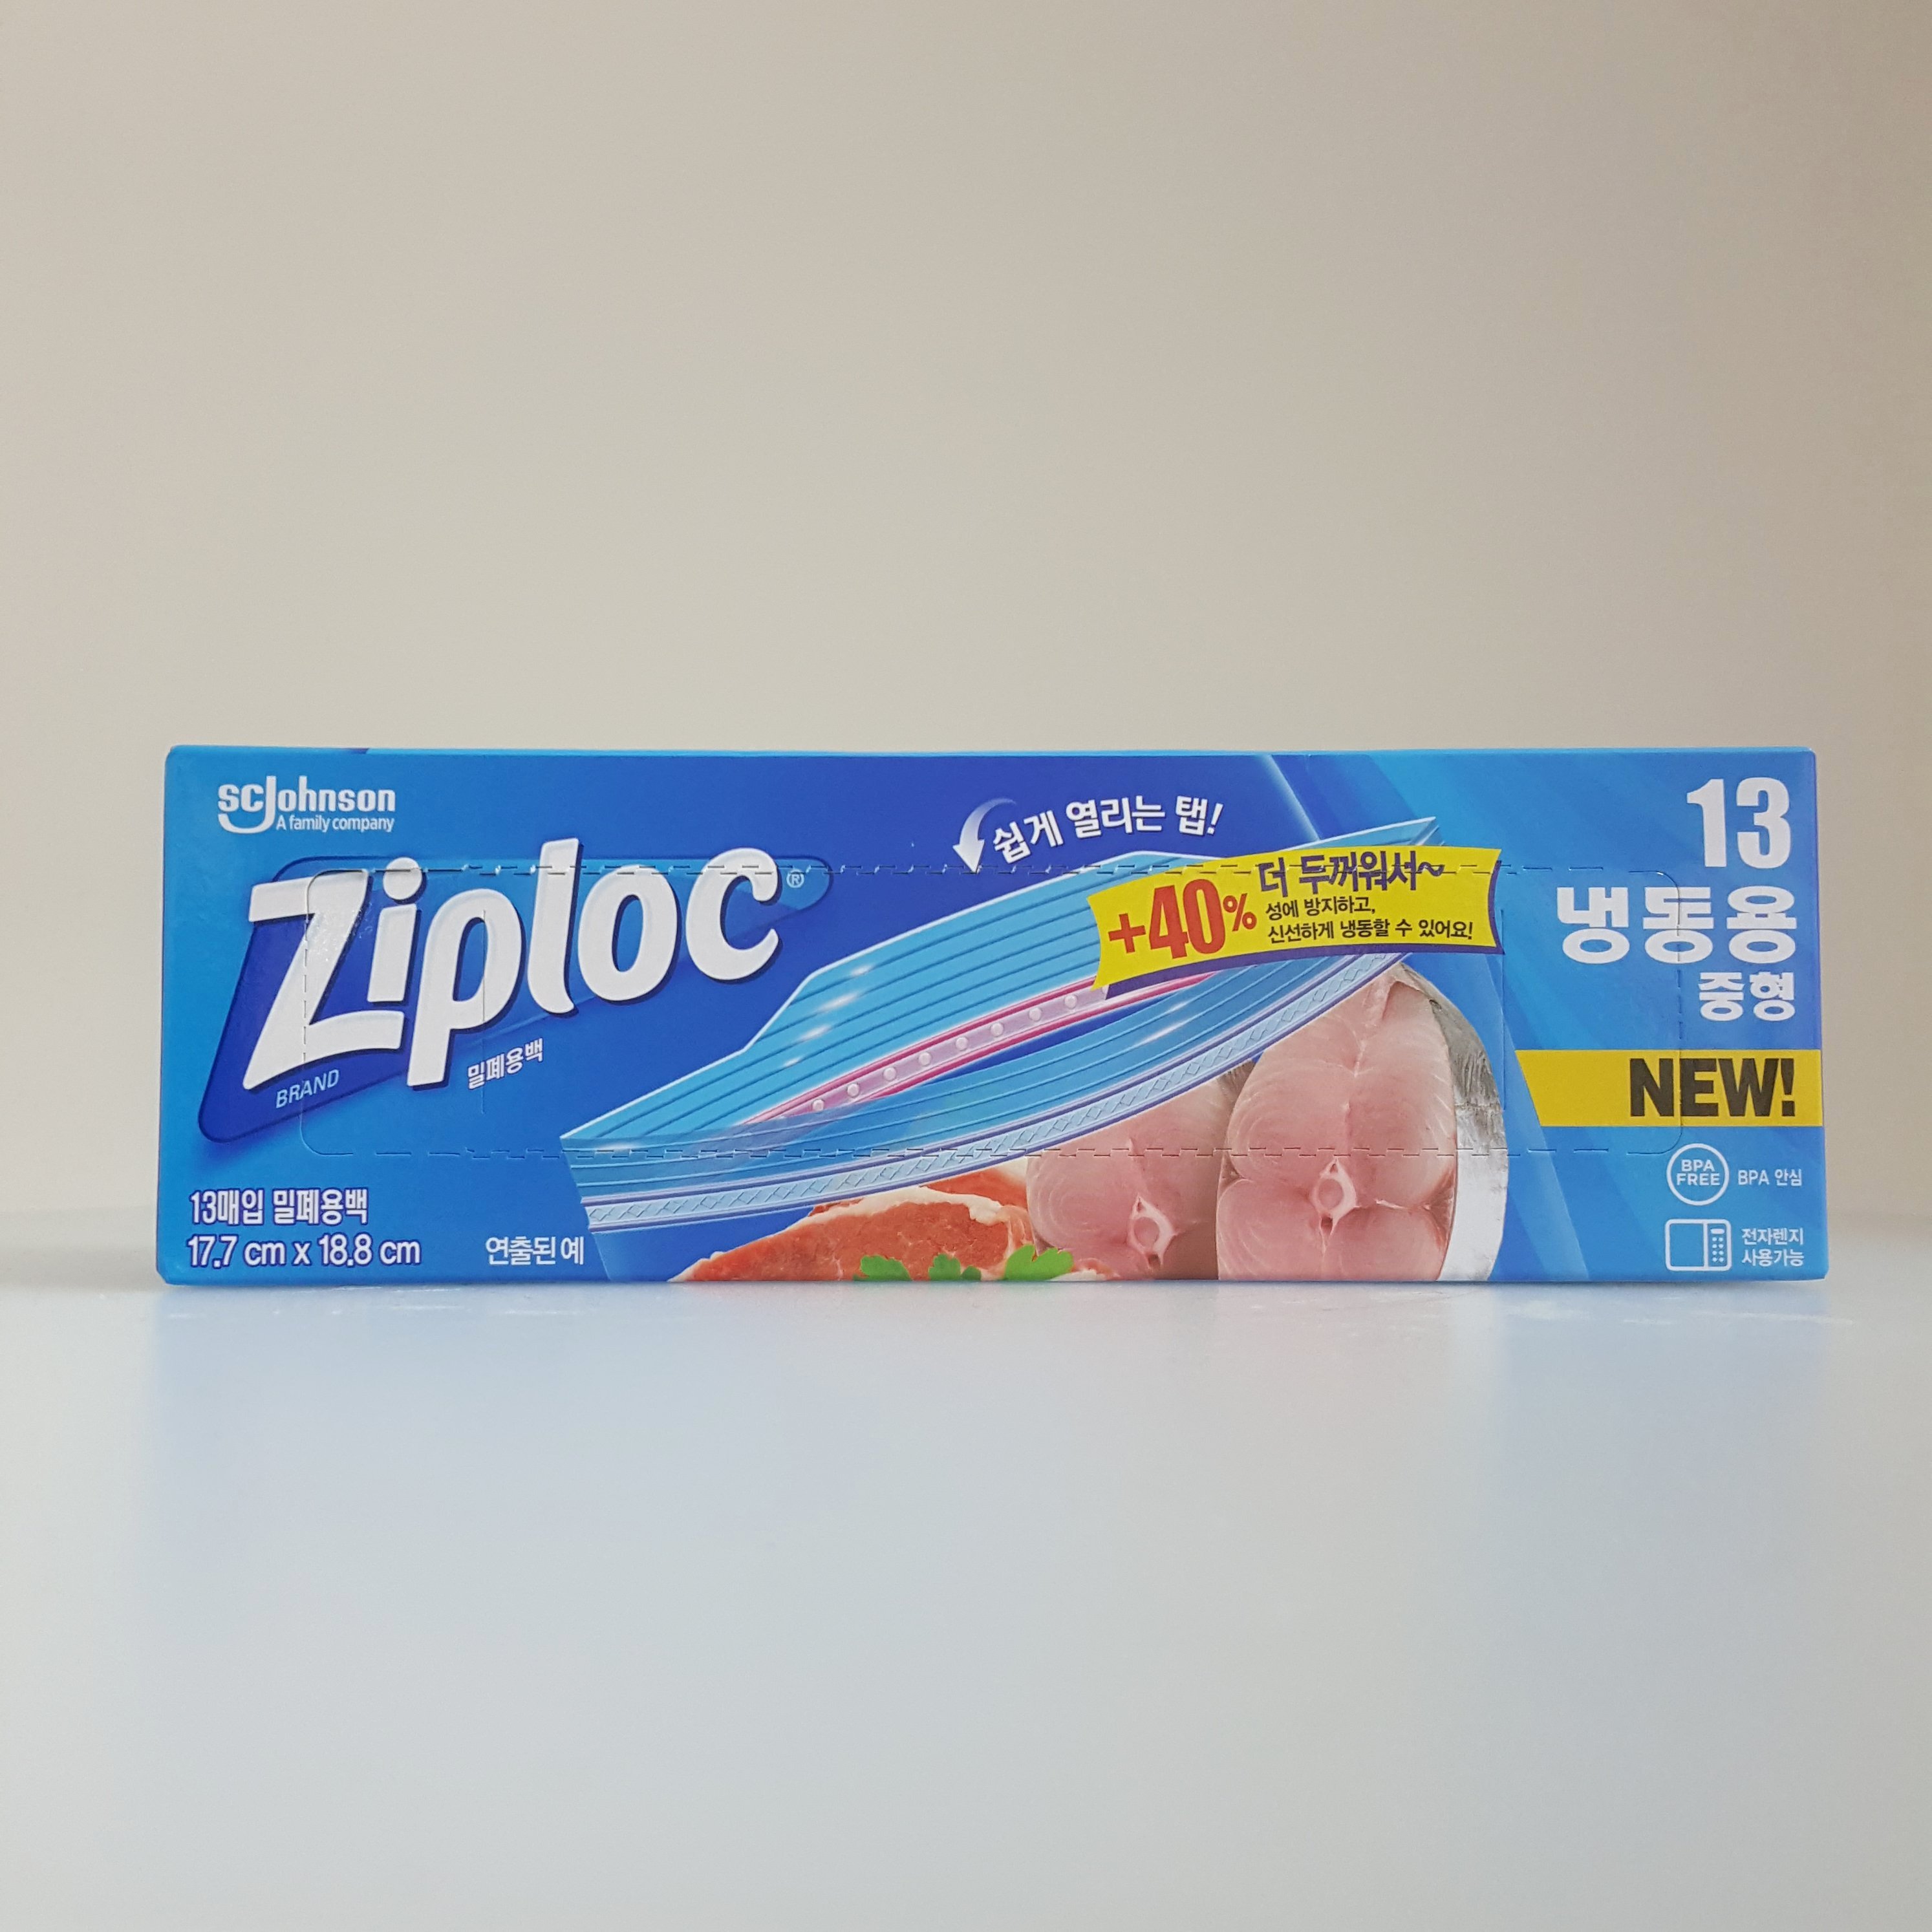 scJohnson
A family company
Ziploc®
BRAND
밀폐용백
13매입 밀폐용백
17.7 cm x 18.8 cm
연출된 예
쉽게 열리는 탭!
+40%
더 두꺼워서~
성에 방지하고,
신선하게 냉동할 수 있어요!
13
냉동용
중형
NEW!
BPA
FREE
BPA 안심
전자렌지
사용가능